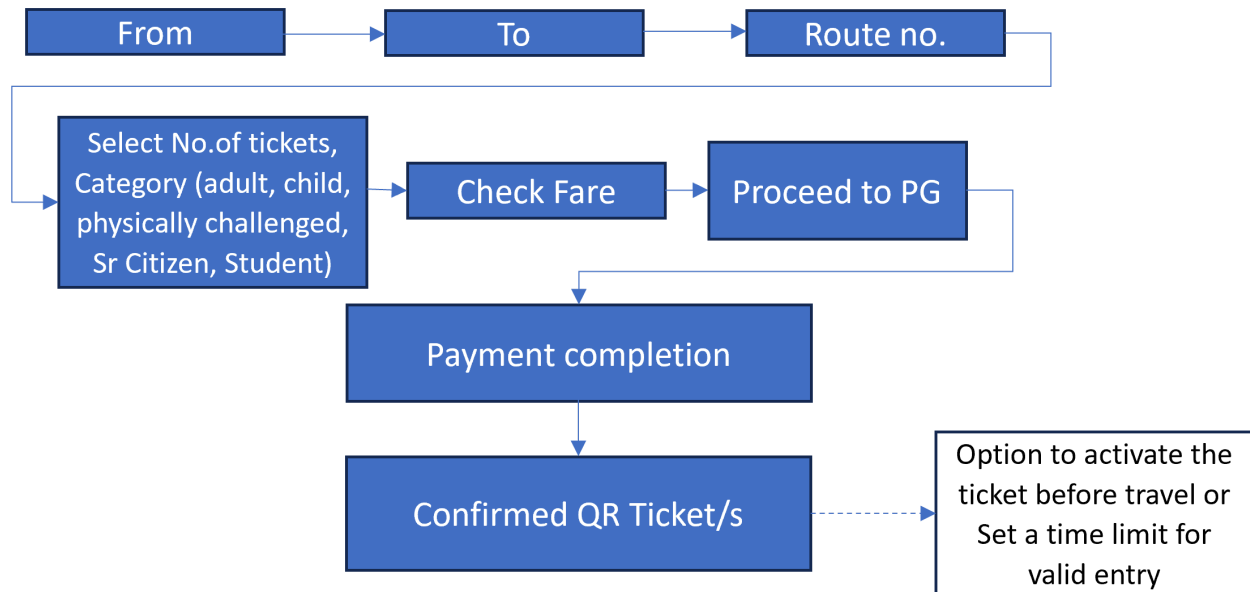 From
To
Route no.
Select No.of tickets,
Category (adult, child,
physically challenged,
Sr Citizen, Student)
Check Fare
Proceed to PG
Payment completion
Confirmed QR Ticket/s
Option to activate the
ticket before travel or
Set a time limit for
valid entry